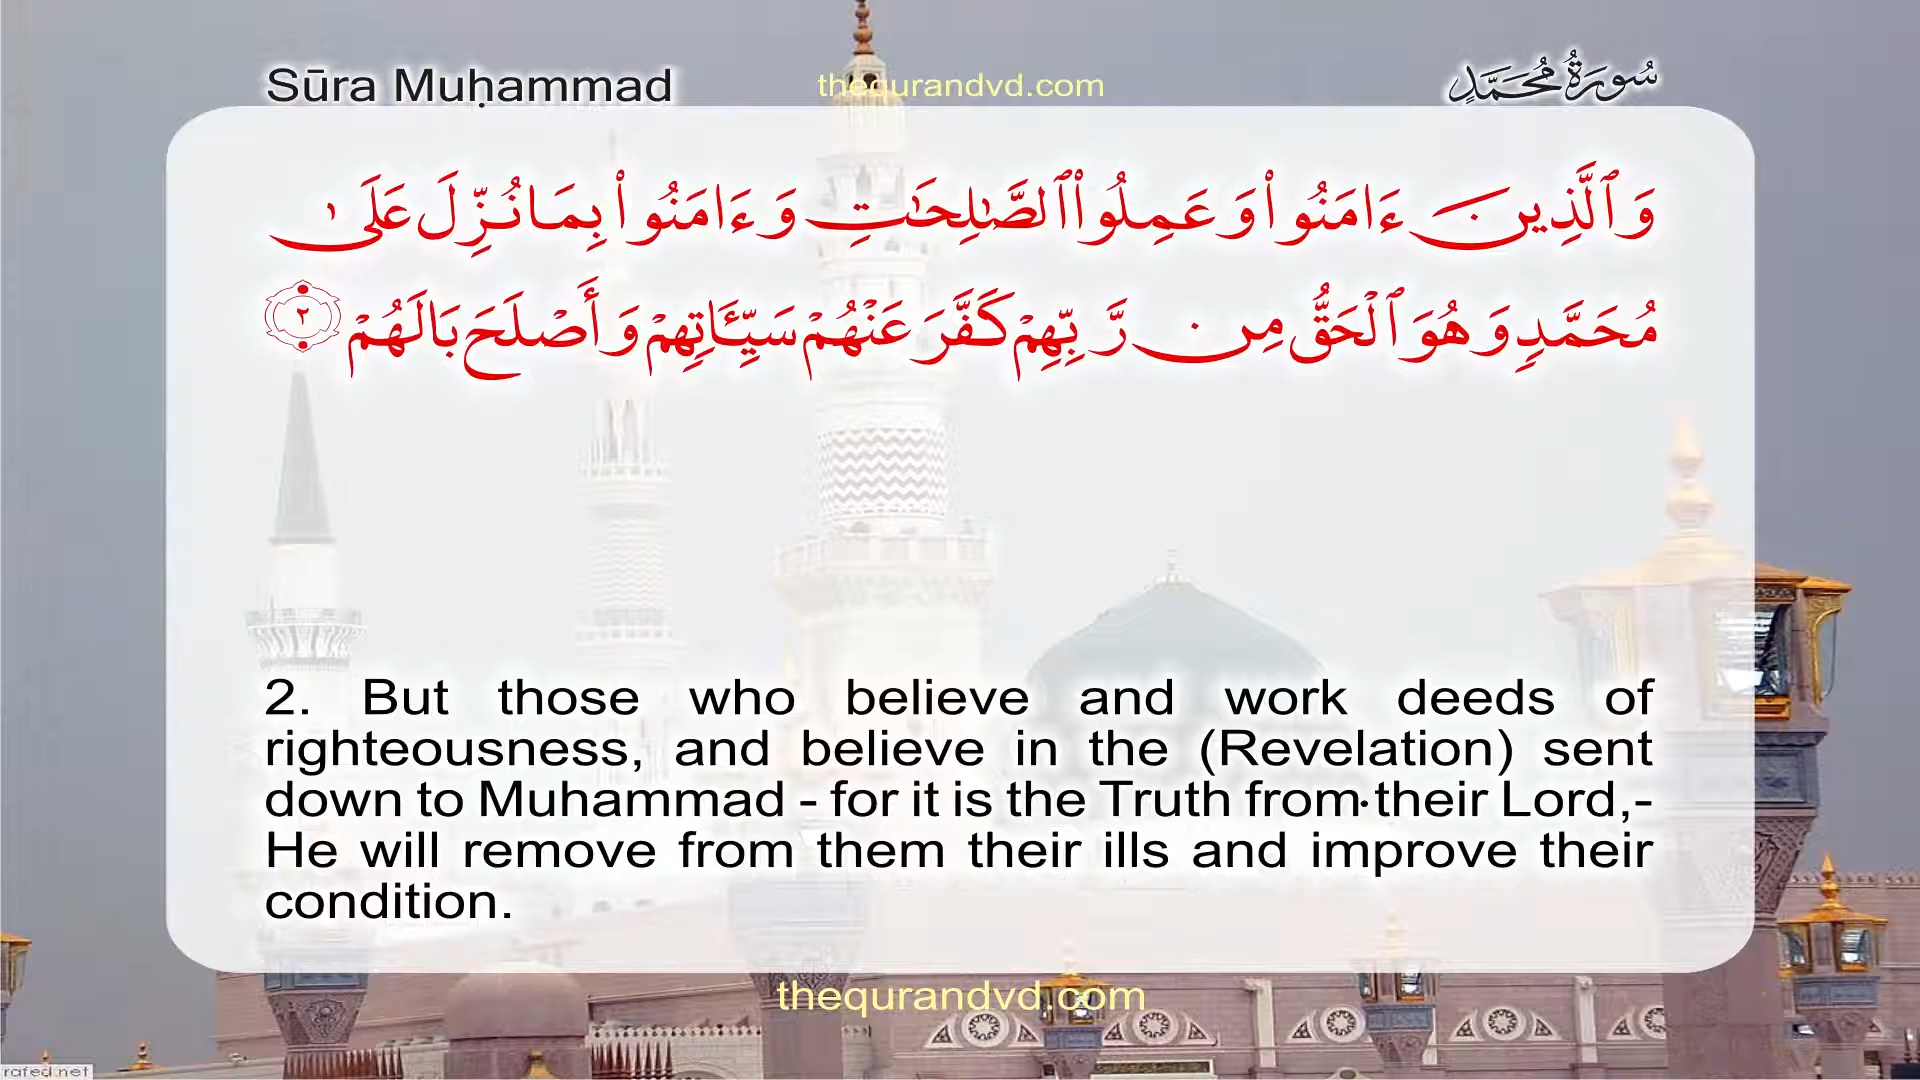 Sūra Muḥammad
thequrandvd.com
سُورَةُ مُحَمَّدٍ
وَٱلَّذِينَ ءَامَنُوا۟ وَعَمِلُوا۟ ٱلصَّـٰلِحَـٰتِ وَءَامَنُوا۟ بِمَا نُزِّلَ عَلَىٰ
مُحَمَّدٍ وَهُوَ ٱلْحَقُّ مِن رَّبِّهِمْ كَفَّرَ عَنْهُمْ سَيِّـَٔاتِهِمْ وَأَصْلَحَ بَالَهُمْ ٢
2. But those who believe and work deeds of
righteousness, and believe in the (Revelation) sent
down to Muhammad - for it is the Truth from their Lord,-
He will remove from them their ills and improve their
condition.
thequrandvd.com
rafed.net